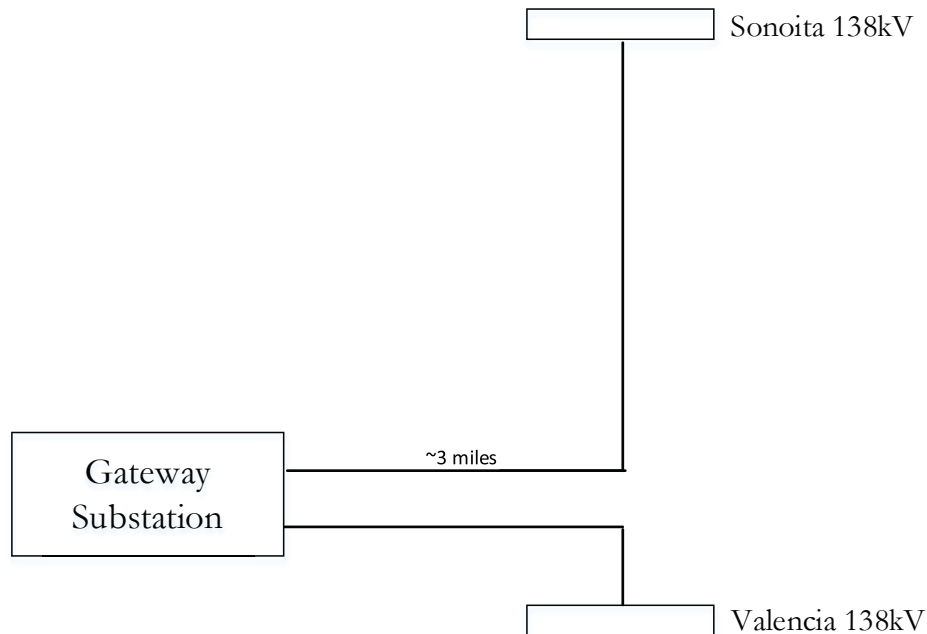 Sonoita 138kV
~3 miles
Gateway
Substation
Valencia 138kV